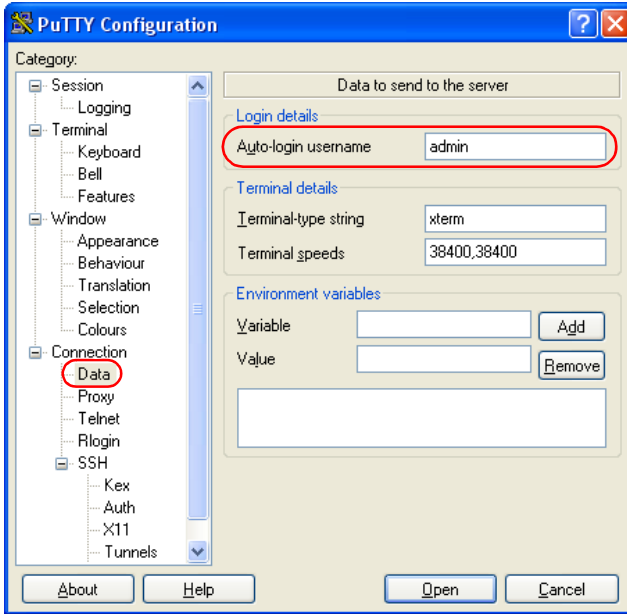 PuTTY Configuration
Category:
Session
Logging
Terminal
Keyboard
Bell
Features
Window
Appearance
Behaviour
Translation
Selection
Colours
Connection
Data
Proxy
Telnet
Rlogin
SSH
Kex
Auth
X11
Tunnels
Data to send to the server
Login details
Auto-login username admin
Terminal details
Terminal-type string xterm
Terminal speeds 38400,38400
Environment variables
Variable Add
Value Remove
About Help Open Cancel